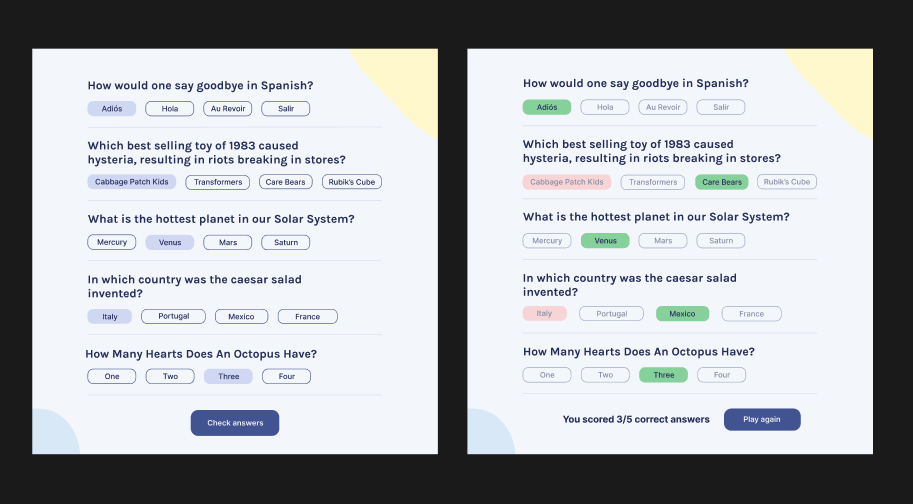 How would one say goodbye in Spanish?
Adiós Hola Au Revoir Salir
Which best selling toy of 1983 caused
hysteria, resulting in riots breaking in stores?
Cabbage Patch Kids Transformers Care Bears Rubik's Cube
What is the hottest planet in our Solar System?
Mercury Venus Mars Saturn
In which country was the caesar salad
invented?
Italy Portugal Mexico France
How Many Hearts Does An Octopus Have?
One Two Three Four
Check answers
How would one say goodbye in Spanish?
Adiós Hola Au Revoir Salir
Which best selling toy of 1983 caused
hysteria, resulting in riots breaking in stores?
Cabbage Patch Kids Transformers Care Bears Rubik's Cube
What is the hottest planet in our Solar System?
Mercury Venus Mars Saturn
In which country was the caesar salad
invented?
Italy Portugal Mexico France
How Many Hearts Does An Octopus Have?
One Two Three Four
You scored 3/5 correct answers Play again